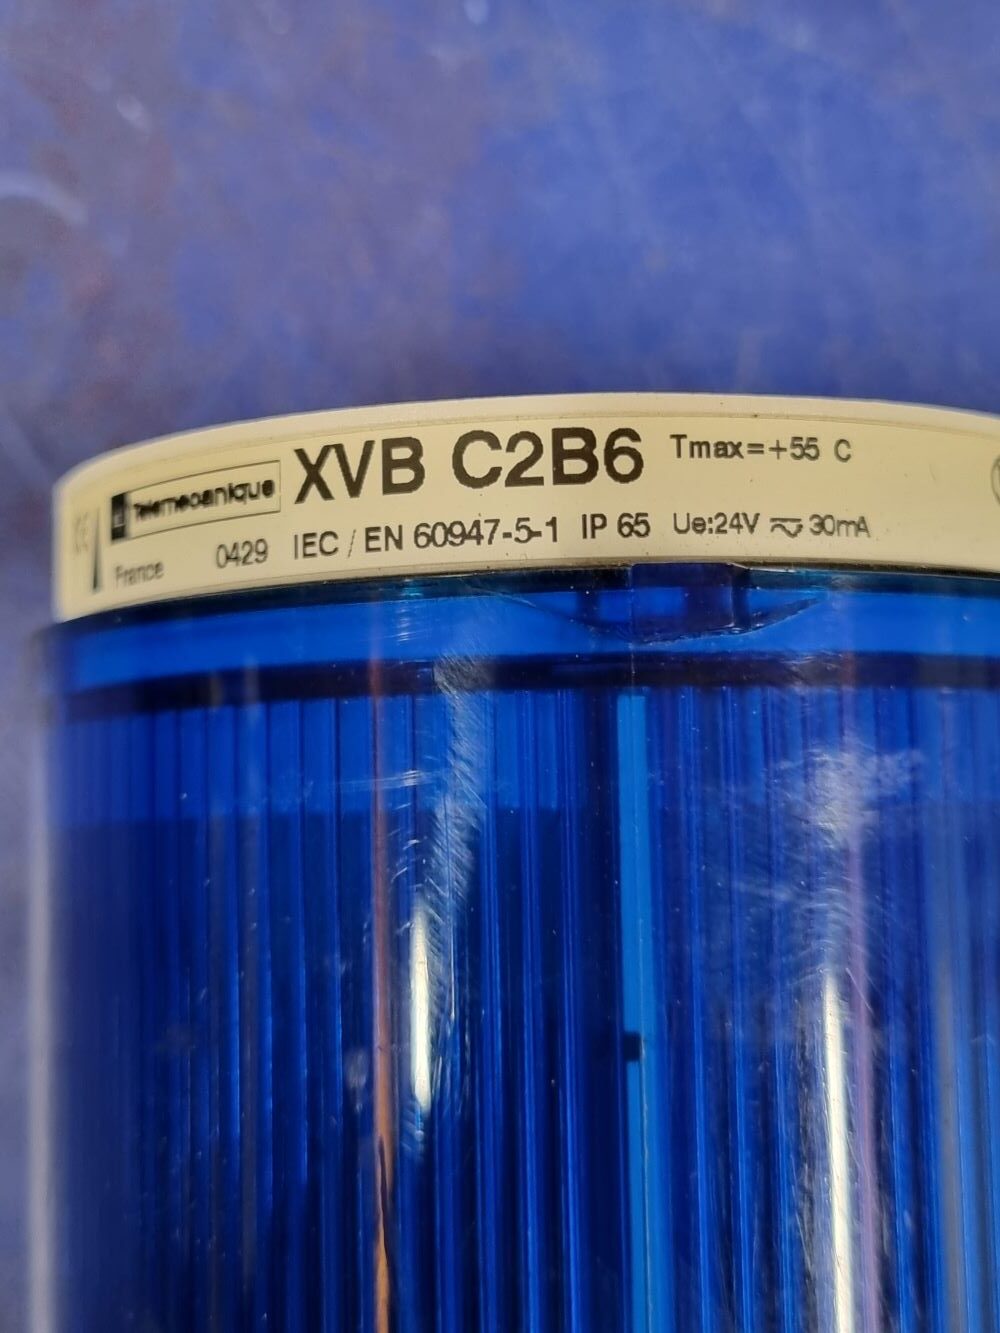 Telemecanique XVB C2B6 Tmax=+55 C
France 0429 IEC / EN 60947-5-1 IP 65 Ue:24V ⎓ 30mA